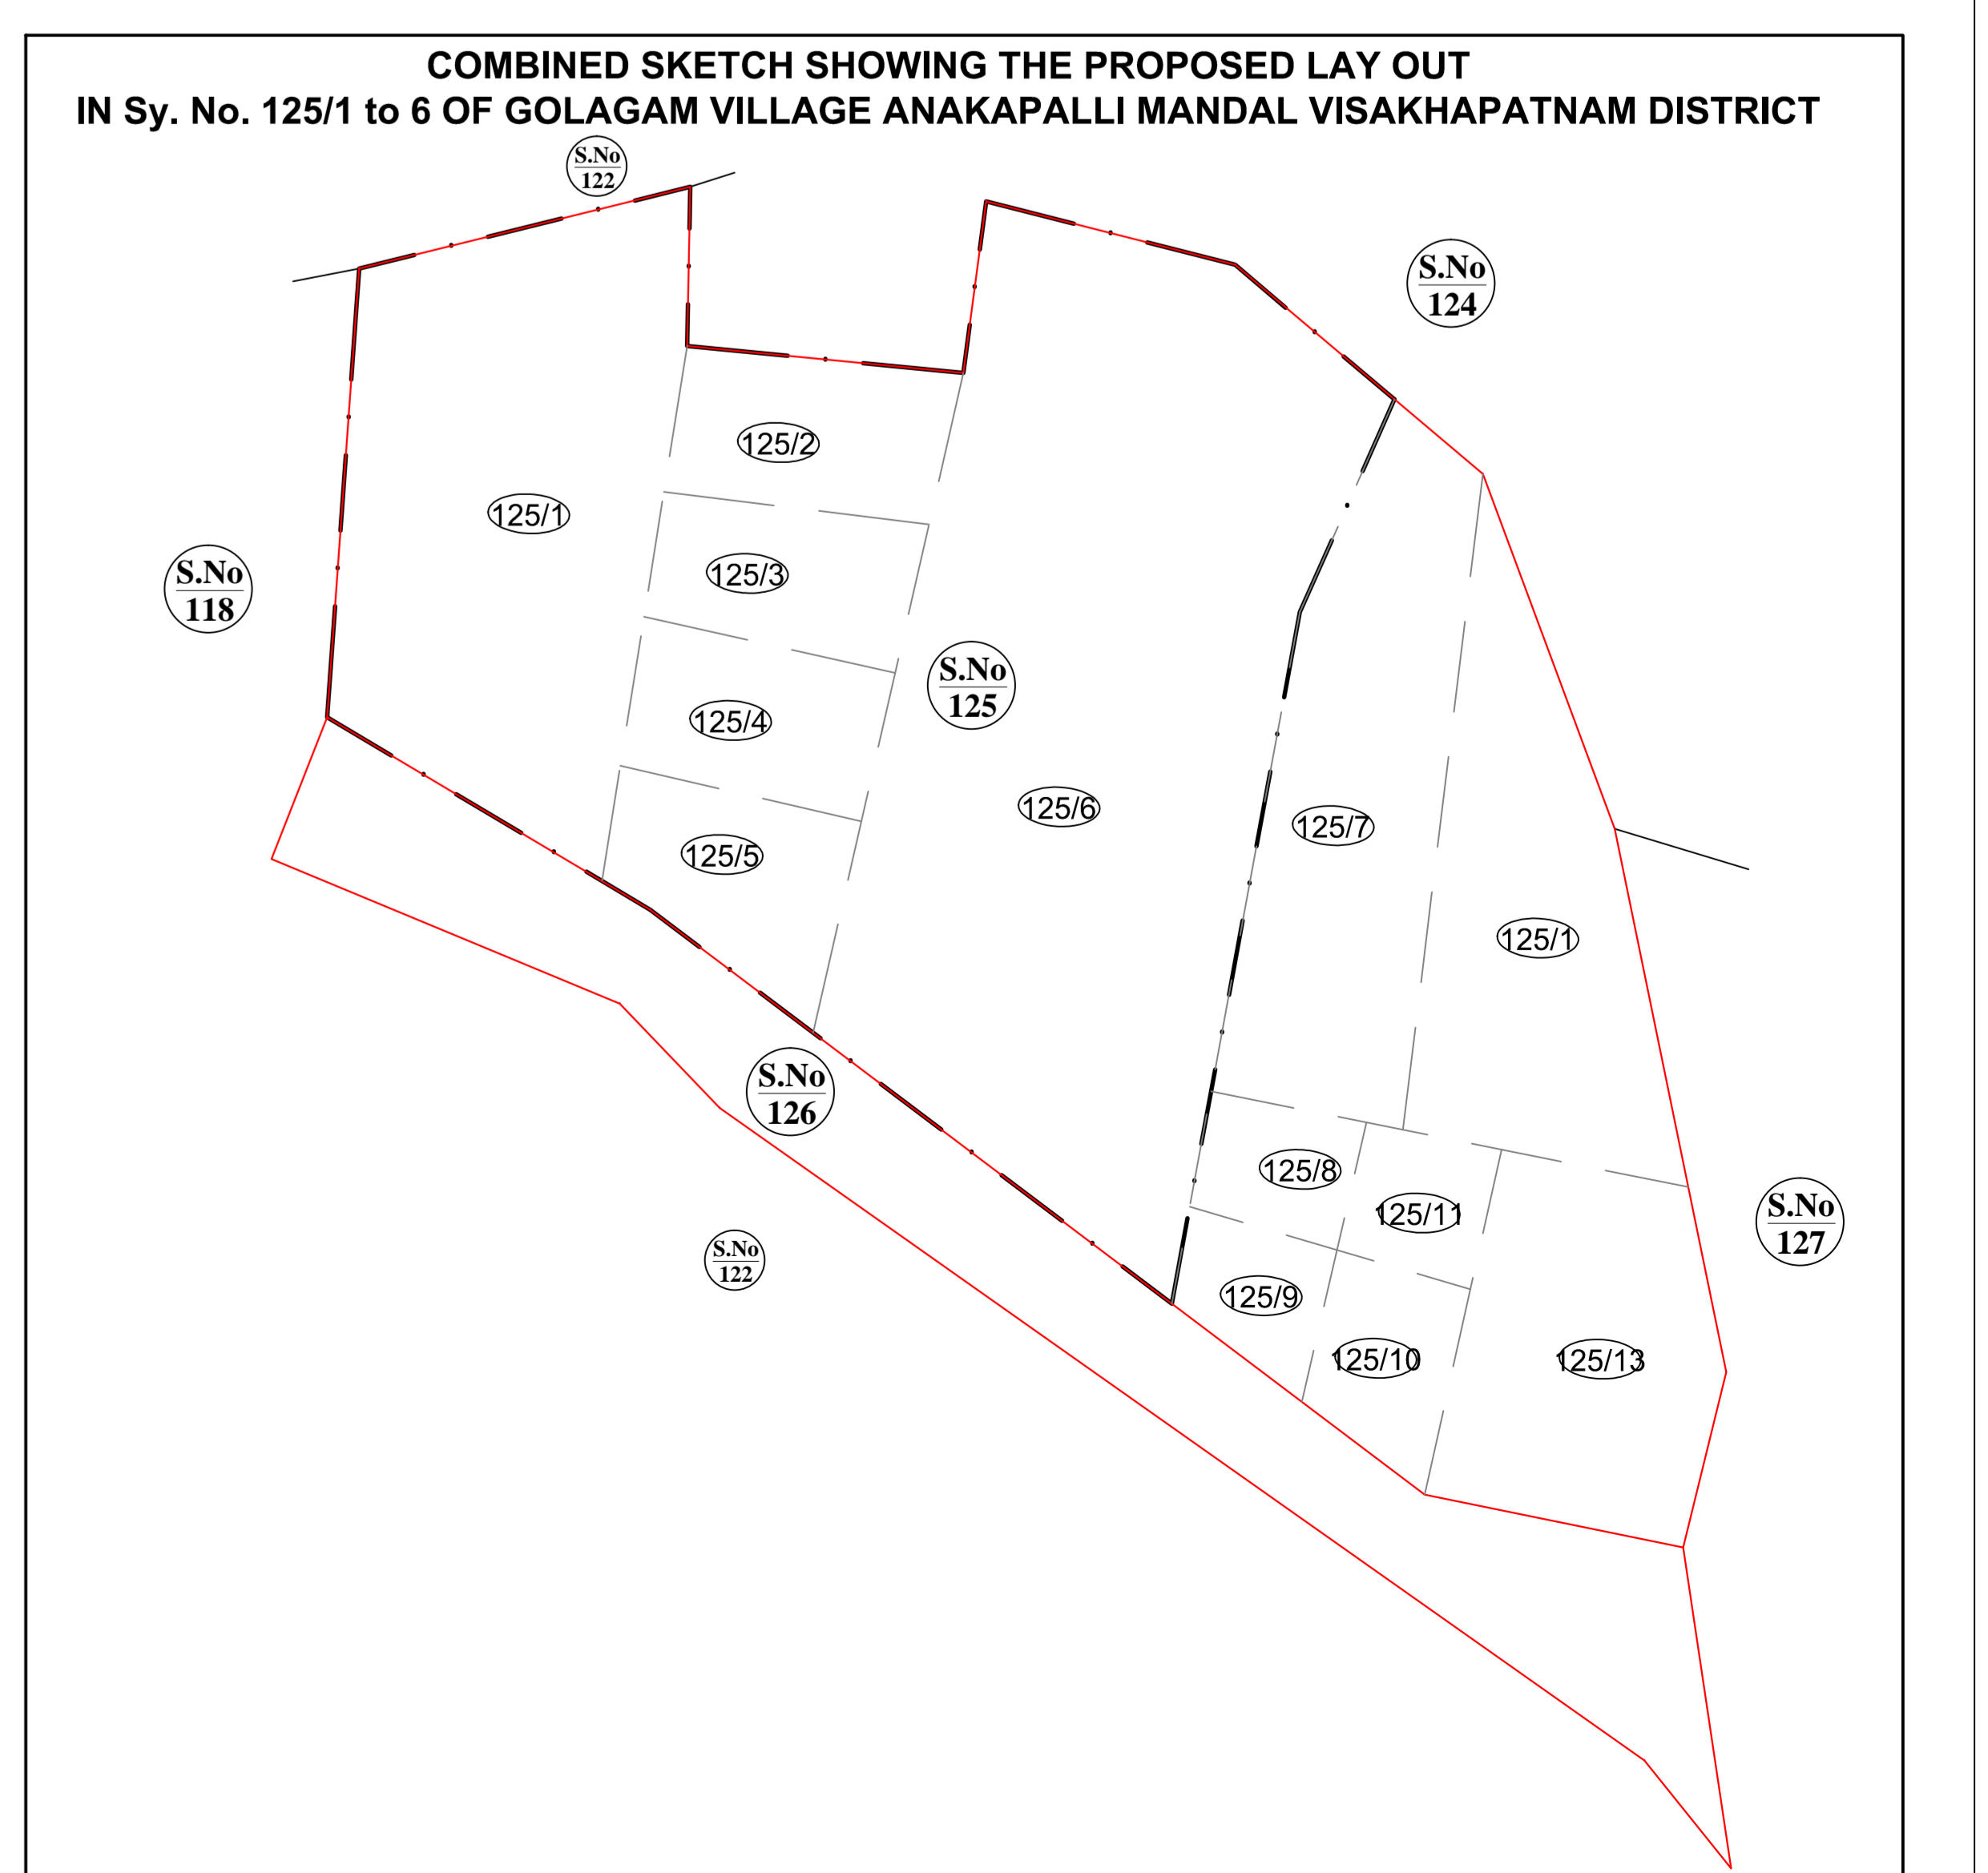 COMBINED SKETCH SHOWING THE PROPOSED LAY OUT
IN Sy. No. 125/1 to 6 OF GOLAGAM VILLAGE ANAKAPALLI MANDAL VISAKHAPATNAM DISTRICT
S.No
122
S.No
124
125/2
125/1
125/3
S.No
118
S.No
125
125/4
125/6
125/7
125/5
125/1
S.No
126
125/8
125/11
S.No
127
S.No
122
125/9
125/10
125/13